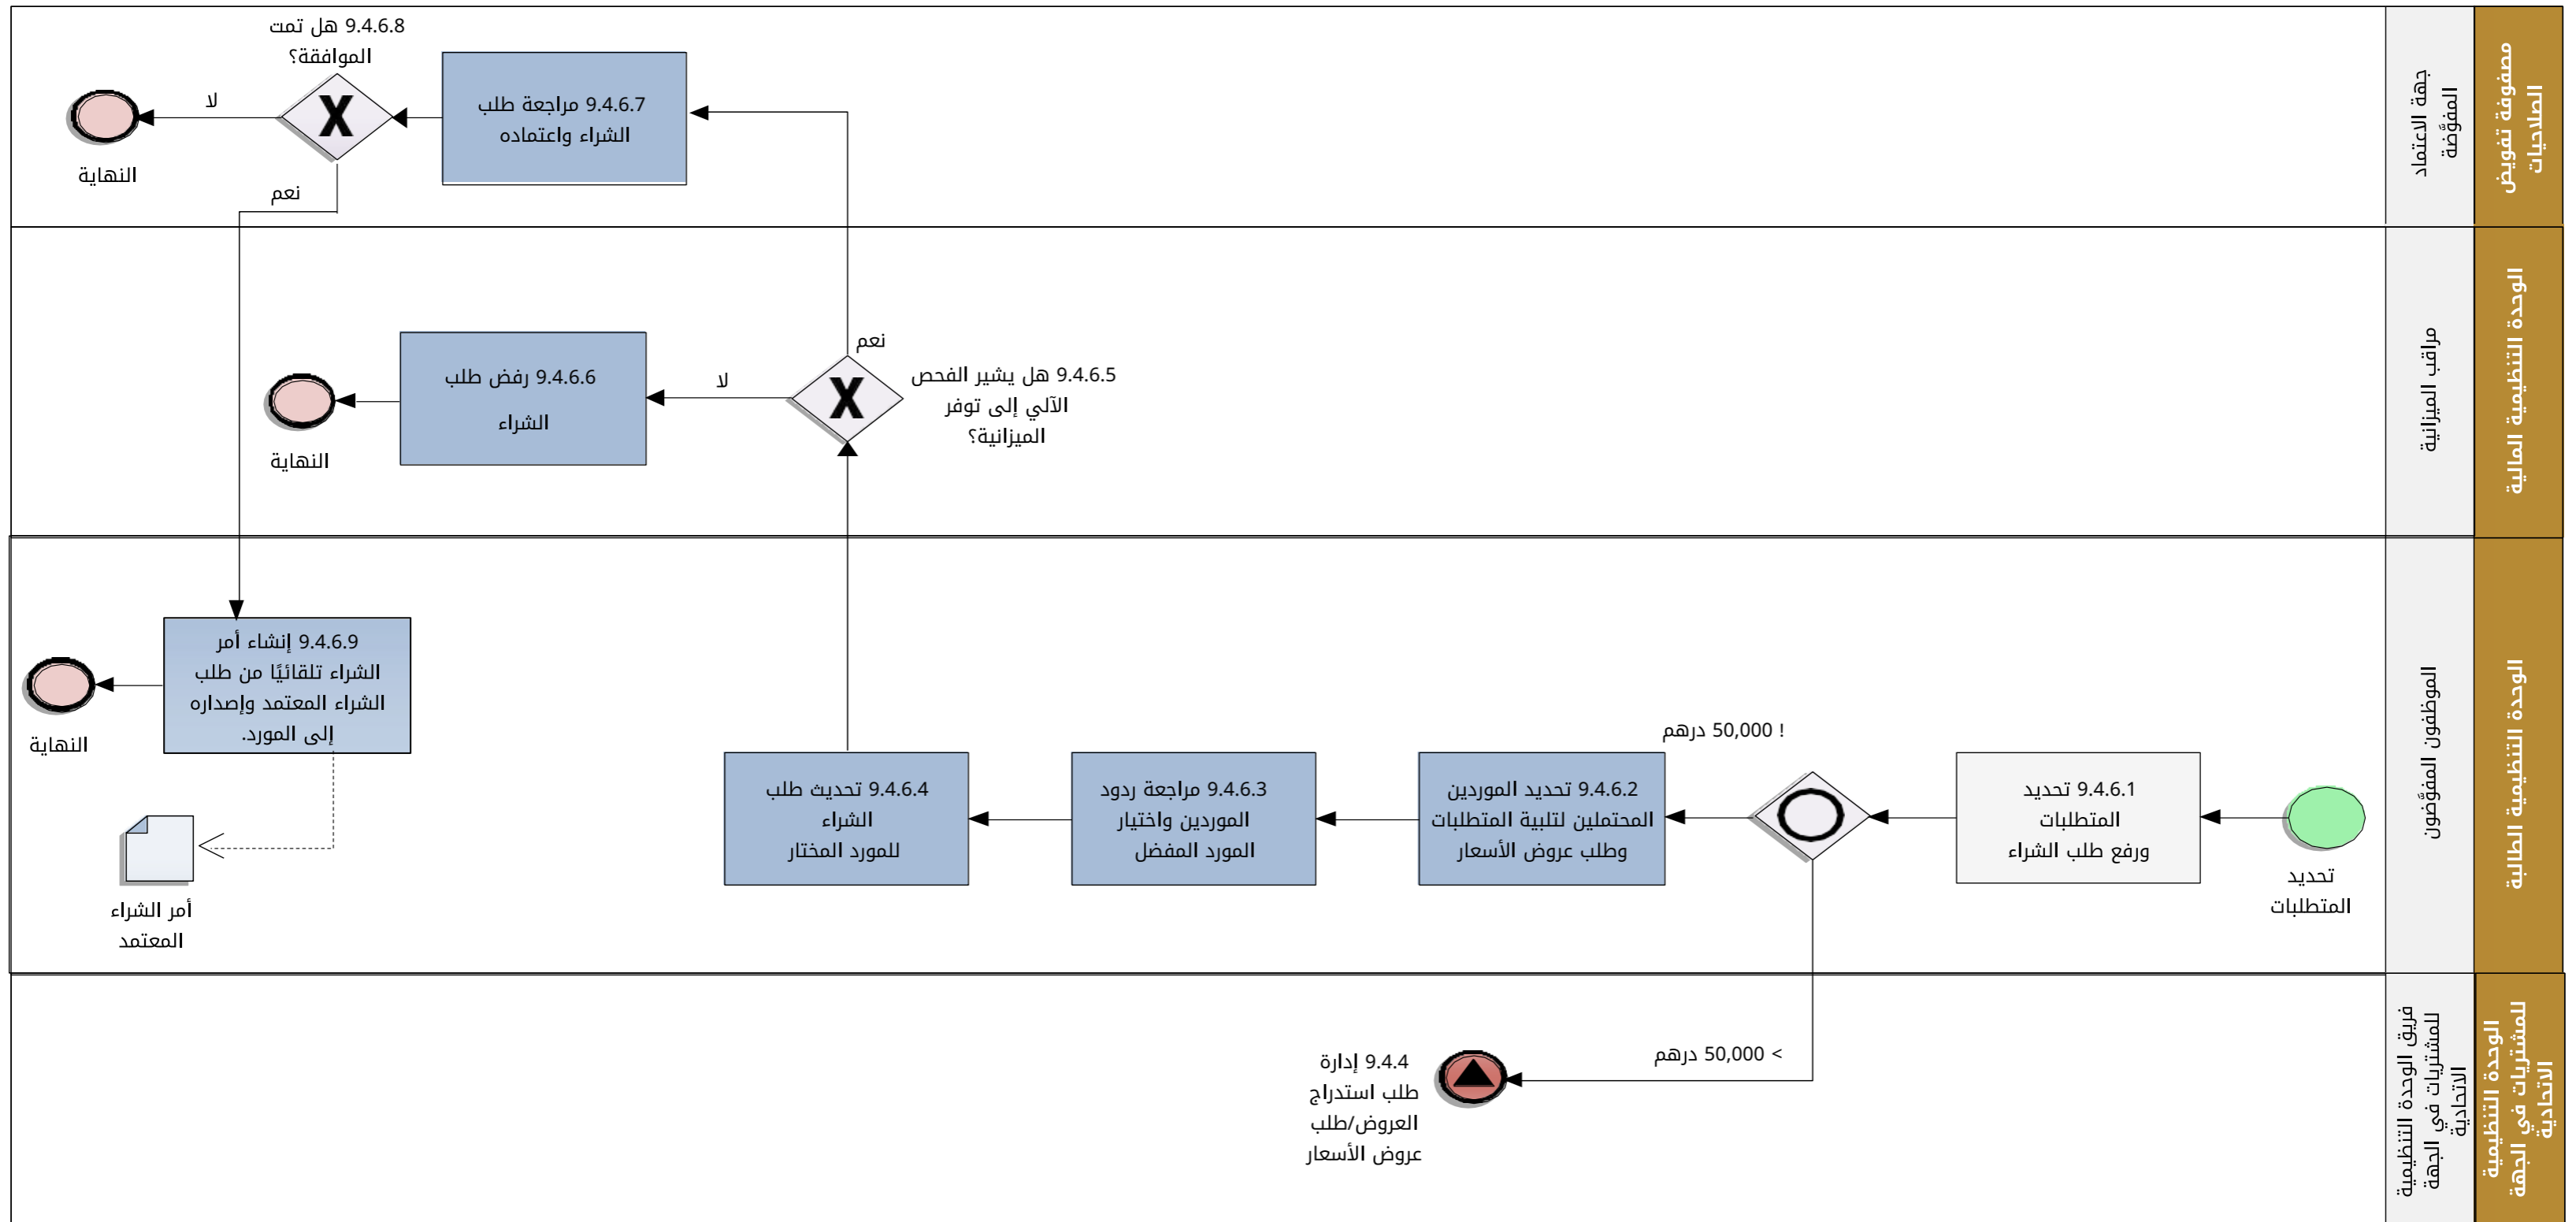 مصفوفة تفويض
الصلاحيات
جهة الاعتماد
المفوَّضة
9.4.6.7 مراجعة طلب
الشراء واعتماده
9.4.6.8 هل تمت
الموافقة؟
لا
النهاية
نعم
الوحدة التنظيمية المالية
مراقب الميزانية
9.4.6.5 هل يشير الفحص
الآلي إلى توفر
الميزانية؟
نعم
لا
9.4.6.6 رفض طلب
الشراء
النهاية
الوحدة التنظيمية الطالبة
الموظفون المفوَّضون
تحديد
المتطلبات
9.4.6.1 تحديد
المتطلبات
ورفع طلب الشراء
! 50,000 درهم
9.4.6.2 تحديد الموردين
المحتملين لتلبية المتطلبات
وطلب عروض الأسعار
9.4.6.3 مراجعة ردود
الموردين واختيار
المورد المفضل
9.4.6.4 تحديث طلب
الشراء
للمورد المختار
9.4.6.9 إنشاء أمر
الشراء تلقائيًا من طلب
الشراء المعتمد وإصداره
إلى المورد.
النهاية
أمر الشراء
المعتمد
الوحدة التنظيمية
للمشتريات في الجهة
الاتحادية
فريق الوحدة التنظيمية
للمشتريات في الجهة
الاتحادية
> 50,000 درهم
9.4.4 إدارة
طلب استدراج
العروض/طلب
عروض الأسعار